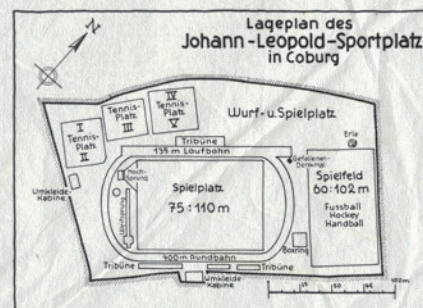 N
Lageplan des
Johann-Leopold-Sportplatz
in Coburg
IV
Tennis-
Platz
V
Tennis-
Platz
III
I
Tennis-
Platz
II
Wurf- u. Spielplatz
Tribüne
135 m Laufbahn
Erle
Gefallenen-
Denkmal
Hoch-
sprung
Umkleide-
Kabine
Spielplatz
75 : 110 m
Spielfeld
60 : 102 m
Fussball
Hockey
Handball
Weitsprung
Boxring
400 m Rundbahn
Tribüne
Tribüne
Umkleide-
Kabine
100 m